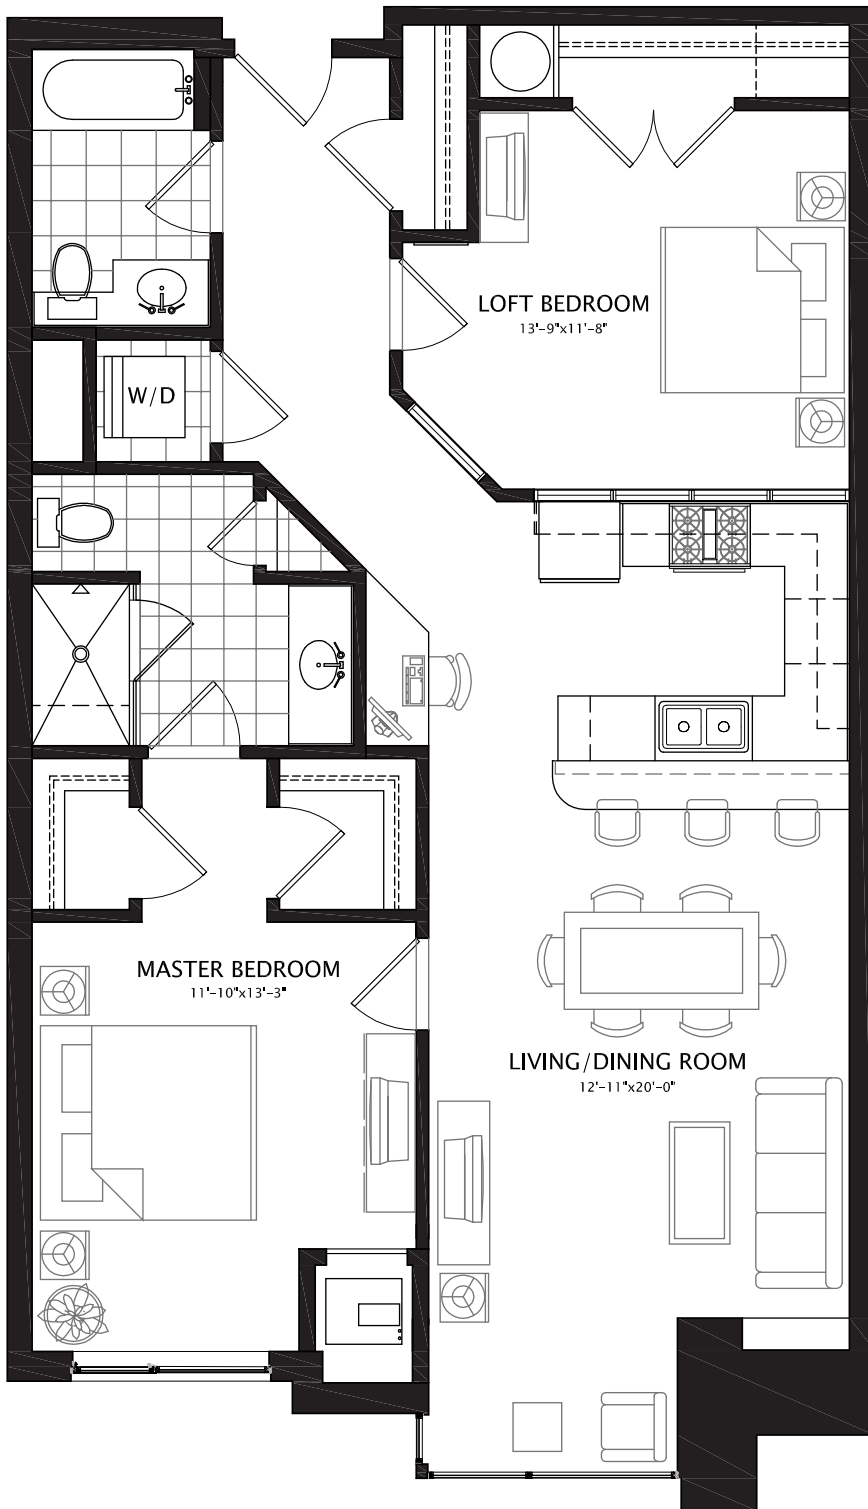 LOFT BEDROOM
13'-9"x11'-8"
W/D
MASTER BEDROOM
11'-10"x13'-3"
LIVING/DINING ROOM
12'-11"x20'-0"